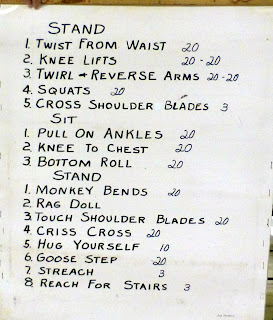 STAND
1. TWIST FROM WAIST 20
2. KNEE LIFTS 20-20
3. TWIRL + REVERSE ARMS 20-20
4. SQUATS 20
5. CROSS SHOULDER BLADES 3
SIT
1. PULL ON ANKLES 20
2. KNEE TO CHEST 20
3. BOTTOM ROLL 20
STAND
1. MONKEY BENDS 20
2. RAG DOLL
3. TOUCH SHOULDER BLADES 20
4. CRISS CROSS 20
5. HUG YOURSELF 10
6. GOOSE STEP 20
7. STREACH 3
8. REACH FOR STAIRS 3